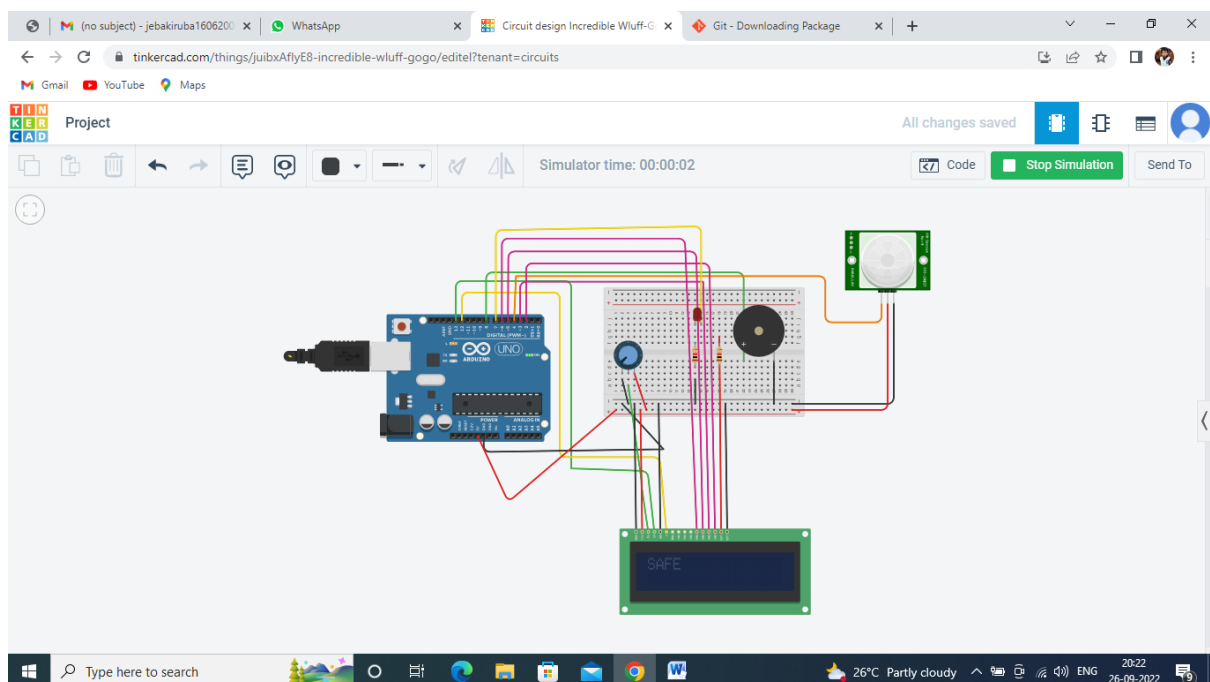 (no subject) - jebakiruba1606200
WhatsApp
Circuit design Incredible Wluff-G
Git - Downloading Package
tinkercad.com/things/juibxAflyE8-incredible-wluff-gogo/editel?tenant=circuits
Gmail
YouTube
Maps
TIN
KER
CAD
Project
All changes saved
Simulator time: 00:00:02
Code
Stop Simulation
Send To
DIGITAL (PWM~)
UNO
ARDUINO
POWER
ANALOG IN
SAFE
Type here to search
26°C Partly cloudy
ENG
20:22
26-09-2022
9